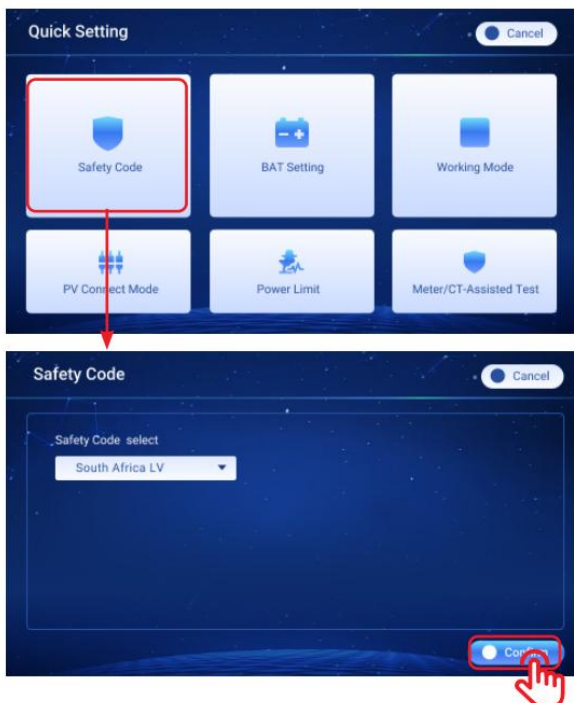 Quick Setting
Cancel
Safety Code
BAT Setting
Working Mode
PV Connect Mode
Power Limit
Meter/CT-Assisted Test
Safety Code
Cancel
Safety Code select
South Africa LV
Confirm